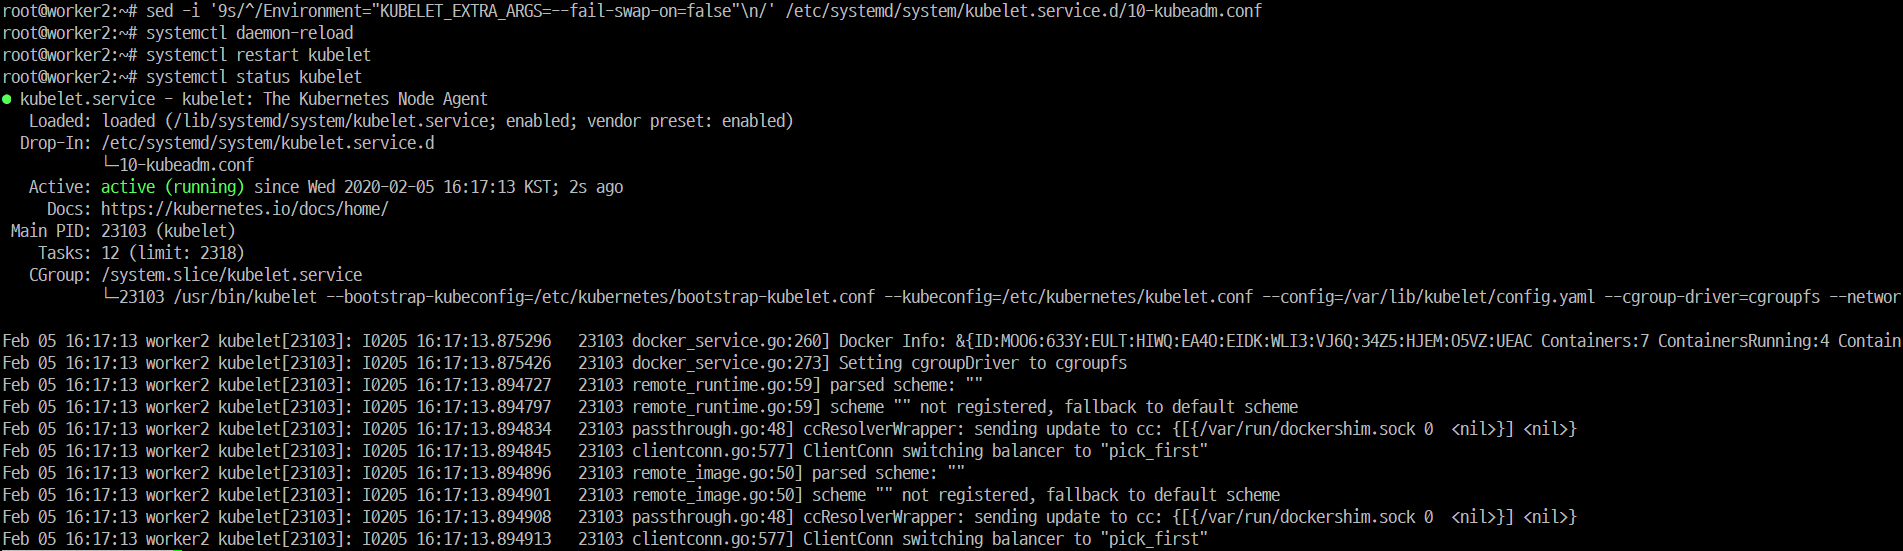 root@worker2:~# sed -i '9s/^/Environment="KUBELET_EXTRA_ARGS=--fail-swap-on=false"\n/' /etc/systemd/system/kubelet.service.d/10-kubeadm.conf
root@worker2:~# systemctl daemon-reload
root@worker2:~# systemctl restart kubelet
root@worker2:~# systemctl status kubelet
● kubelet.service - kubelet: The Kubernetes Node Agent
Loaded: loaded (/lib/systemd/system/kubelet.service; enabled; vendor preset: enabled)
Drop-In: /etc/systemd/system/kubelet.service.d
└─10-kubeadm.conf
Active: active (running) since Wed 2020-02-05 16:17:13 KST; 2s ago
Docs: https://kubernetes.io/docs/home/
Main PID: 23103 (kubelet)
Tasks: 12 (limit: 2318)
CGroup: /system.slice/kubelet.service
└─23103 /usr/bin/kubelet --bootstrap-kubeconfig=/etc/kubernetes/bootstrap-kubelet.conf --kubeconfig=/etc/kubernetes/kubelet.conf --config=/var/lib/kubelet/config.yaml --cgroup-driver=cgroupfs --networ
Feb 05 16:17:13 worker2 kubelet[23103]: I0205 16:17:13.875296 23103 docker_service.go:260] Docker Info: &{ID:MOO6:633Y:EULT:HIWQ:EA4O:EIDK:WLI3:VJ6Q:34Z5:HJEM:O5VZ:UEAC Containers:7 ContainersRunning:4 Contain
Feb 05 16:17:13 worker2 kubelet[23103]: I0205 16:17:13.875426 23103 docker_service.go:273] Setting cgroupDriver to cgroupfs
Feb 05 16:17:13 worker2 kubelet[23103]: I0205 16:17:13.894727 23103 remote_runtime.go:59] parsed scheme: ""
Feb 05 16:17:13 worker2 kubelet[23103]: I0205 16:17:13.894797 23103 remote_runtime.go:59] scheme "" not registered, fallback to default scheme
Feb 05 16:17:13 worker2 kubelet[23103]: I0205 16:17:13.894834 23103 passthrough.go:48] ccResolverWrapper: sending update to cc: {[{/var/run/dockershim.sock 0 <nil>}] <nil>}
Feb 05 16:17:13 worker2 kubelet[23103]: I0205 16:17:13.894845 23103 clientconn.go:577] ClientConn switching balancer to "pick_first"
Feb 05 16:17:13 worker2 kubelet[23103]: I0205 16:17:13.894896 23103 remote_image.go:50] parsed scheme: ""
Feb 05 16:17:13 worker2 kubelet[23103]: I0205 16:17:13.894901 23103 remote_image.go:50] scheme "" not registered, fallback to default scheme
Feb 05 16:17:13 worker2 kubelet[23103]: I0205 16:17:13.894908 23103 passthrough.go:48] ccResolverWrapper: sending update to cc: {[{/var/run/dockershim.sock 0 <nil>}] <nil>}
Feb 05 16:17:13 worker2 kubelet[23103]: I0205 16:17:13.894913 23103 clientconn.go:577] ClientConn switching balancer to "pick_first"